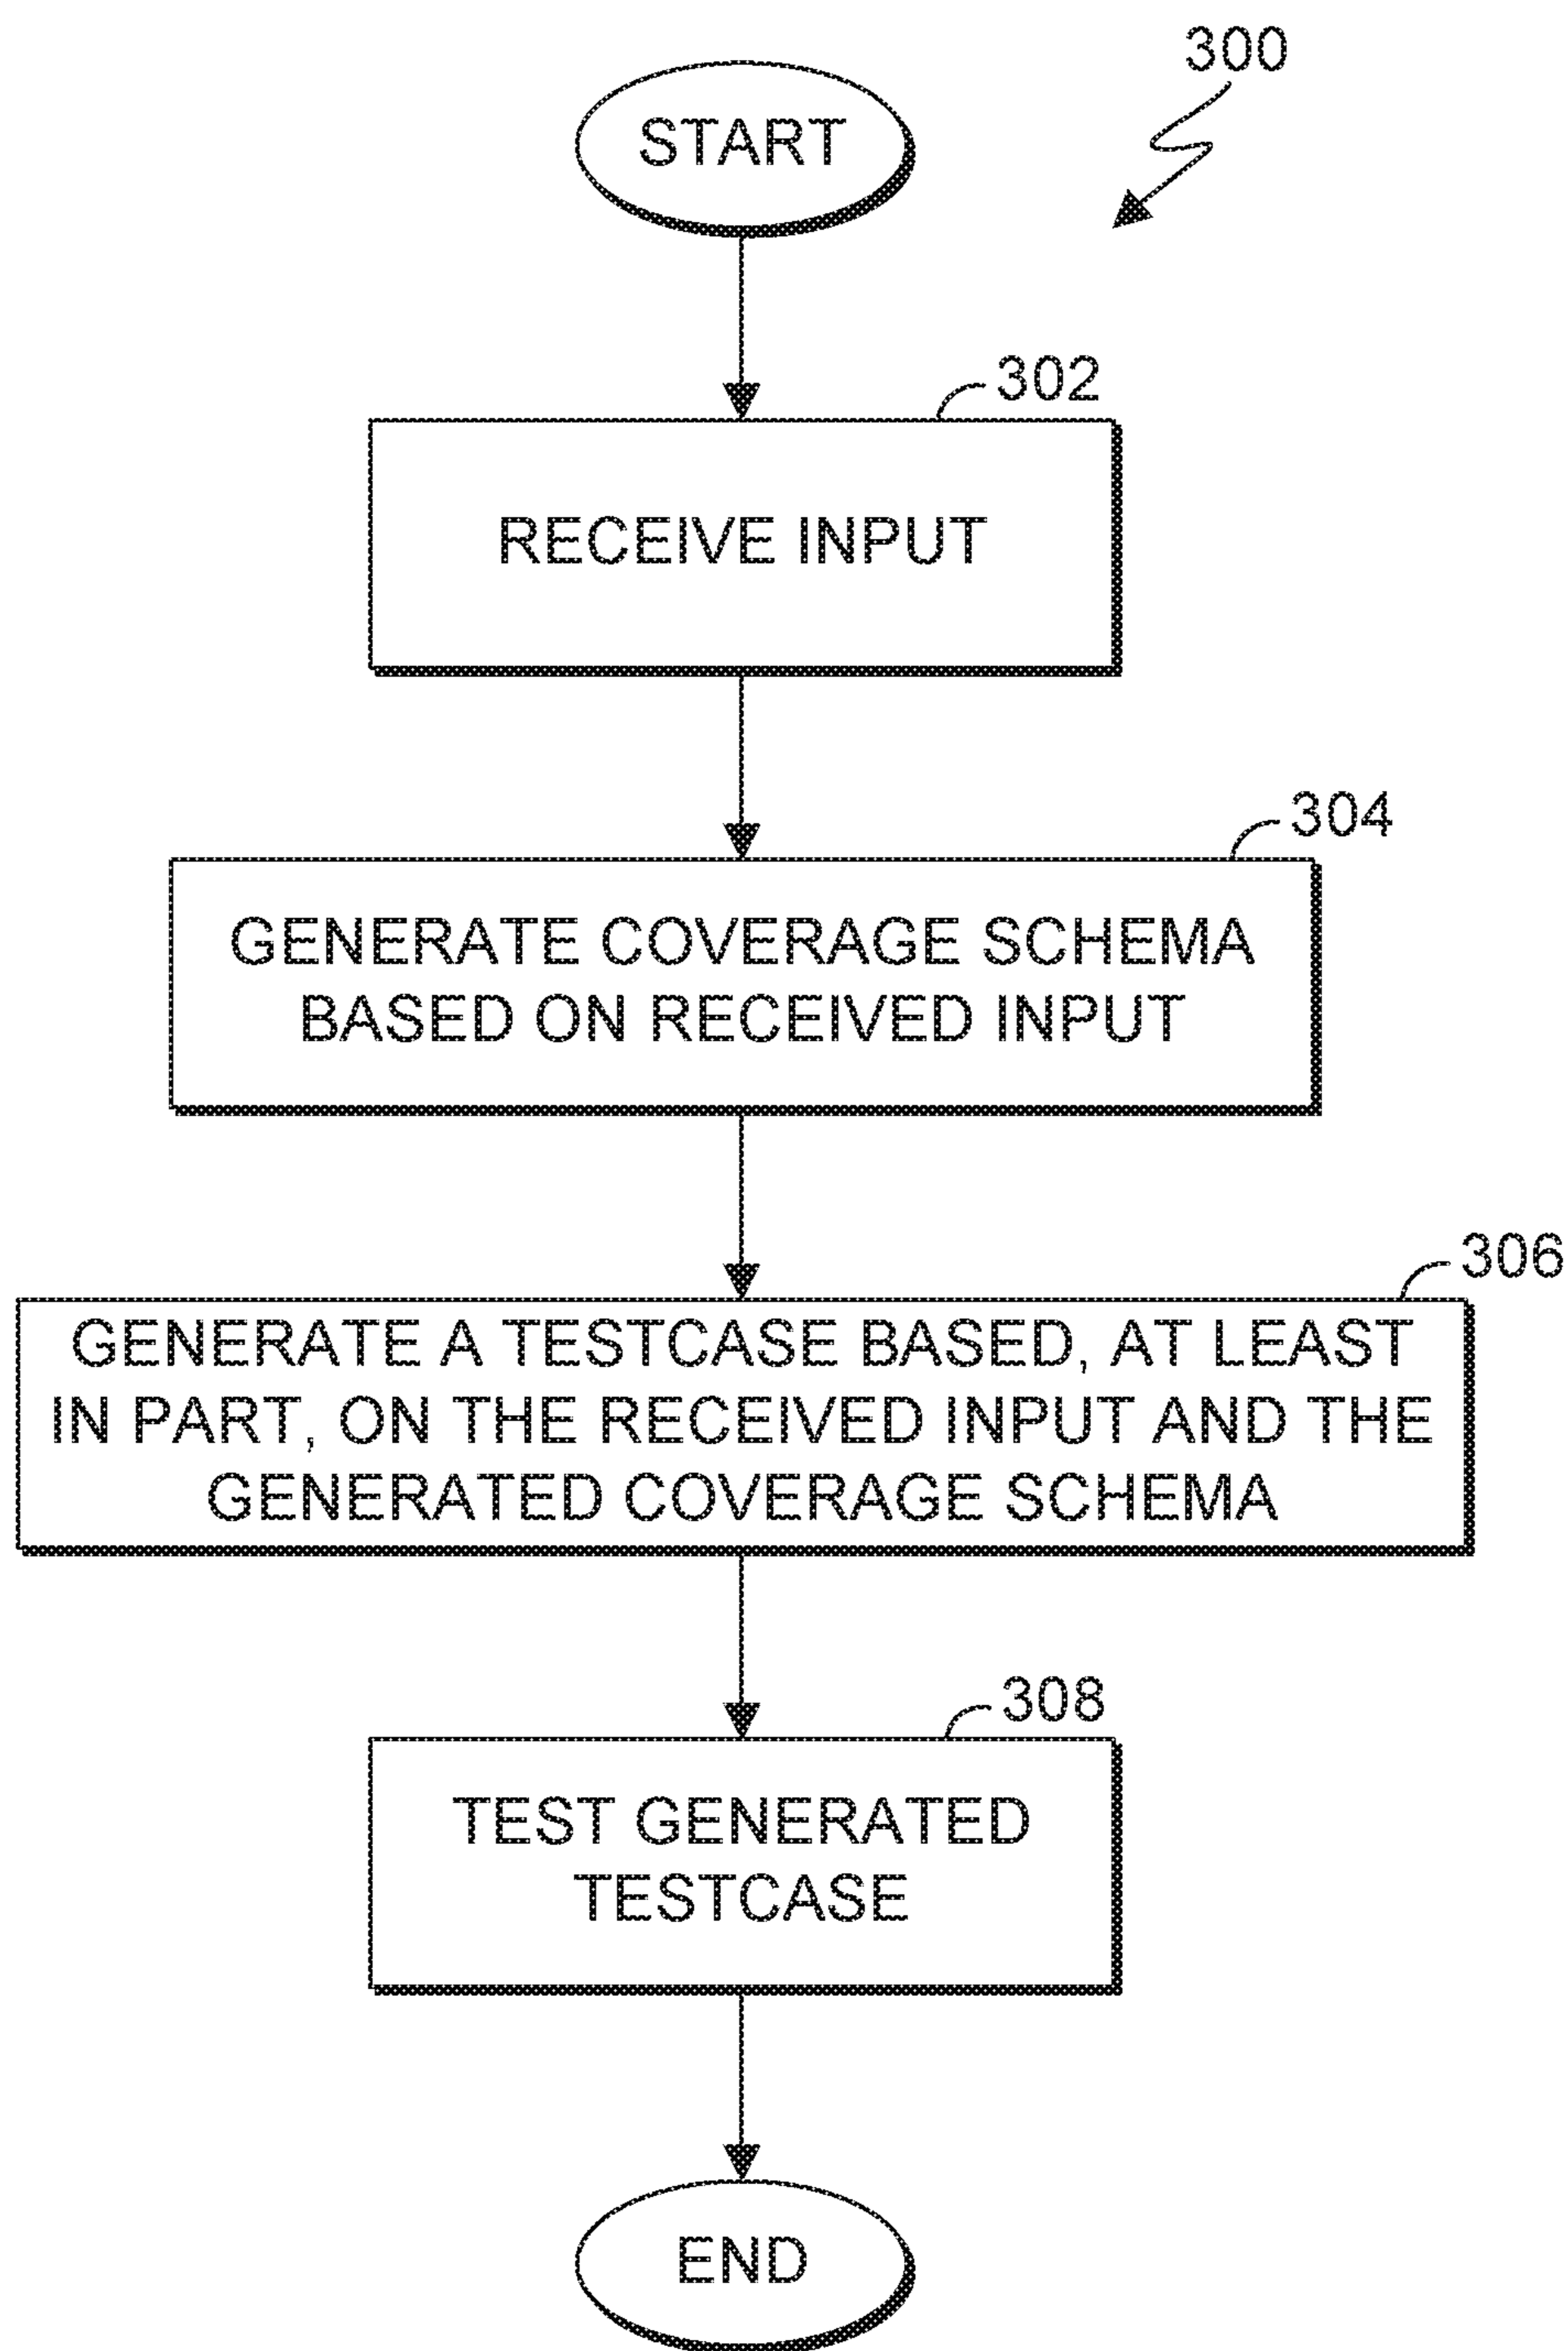 300
START
302
RECEIVE INPUT
304
GENERATE COVERAGE SCHEMA
BASED ON RECEIVED INPUT
306
GENERATE A TESTCASE BASED, AT LEAST
IN PART, ON THE RECEIVED INPUT AND THE
GENERATED COVERAGE SCHEMA
308
TEST GENERATED
TESTCASE
END